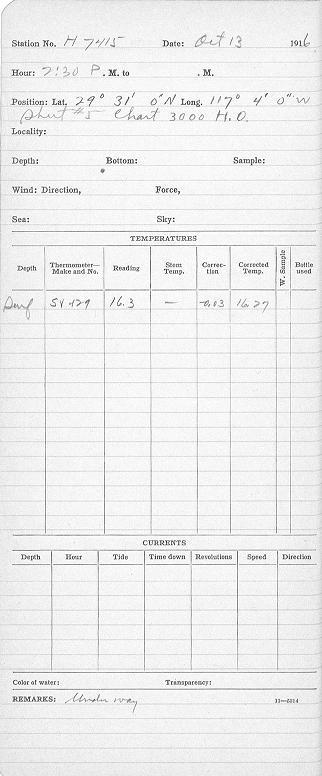 Station No. H 7415 Date: Oct 13 1916
Hour: 7:30 P. M. to . M.
Position: Lat. 29° 31' 0" N Long. 117° 4' 0" W
Sheet #5 Chart 3000 H.O.
Locality:
Depth: Bottom: Sample:
Wind: Direction, Force,
Sea: Sky:
TEMPERATURES
Depth Thermometer—Make and No. Reading Stem Temp. Correction Corrected Temp. W. Sample Bottle used
Surf SV 429 16.3 — -0.03 16.27
CURRENTS
Depth Hour Tide Time down Revolutions Speed Direction
Color of water: Transparency:
REMARKS: Under way 11—5214